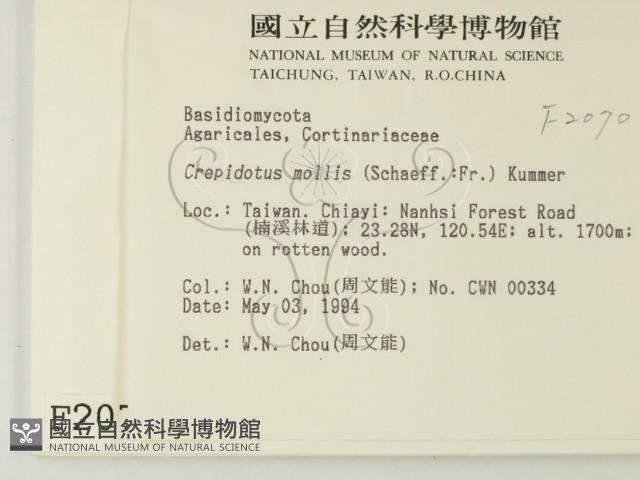 國立自然科學博物館
NATIONAL MUSEUM OF NATURAL SCIENCE
TAICHUNG, TAIWAN, R.O.CHINA
F2070
Basidiomycota
Agaricales, Cortinariaceae
Crepidotus mollis (Schaeff.:Fr.) Kummer
Loc.: Taiwan. Chiayi: Nanhsi Forest Road
(楠溪林道); 23.28N, 120.54E; alt. 1700m;
on rotten wood.
Col.: W.N. Chou(周文能); No. CWN 00334
Date: May 03, 1994
Det.: W.N. Chou(周文能)
F207
國立自然科學博物館
NATIONAL MUSEUM OF NATURAL SCIENCE